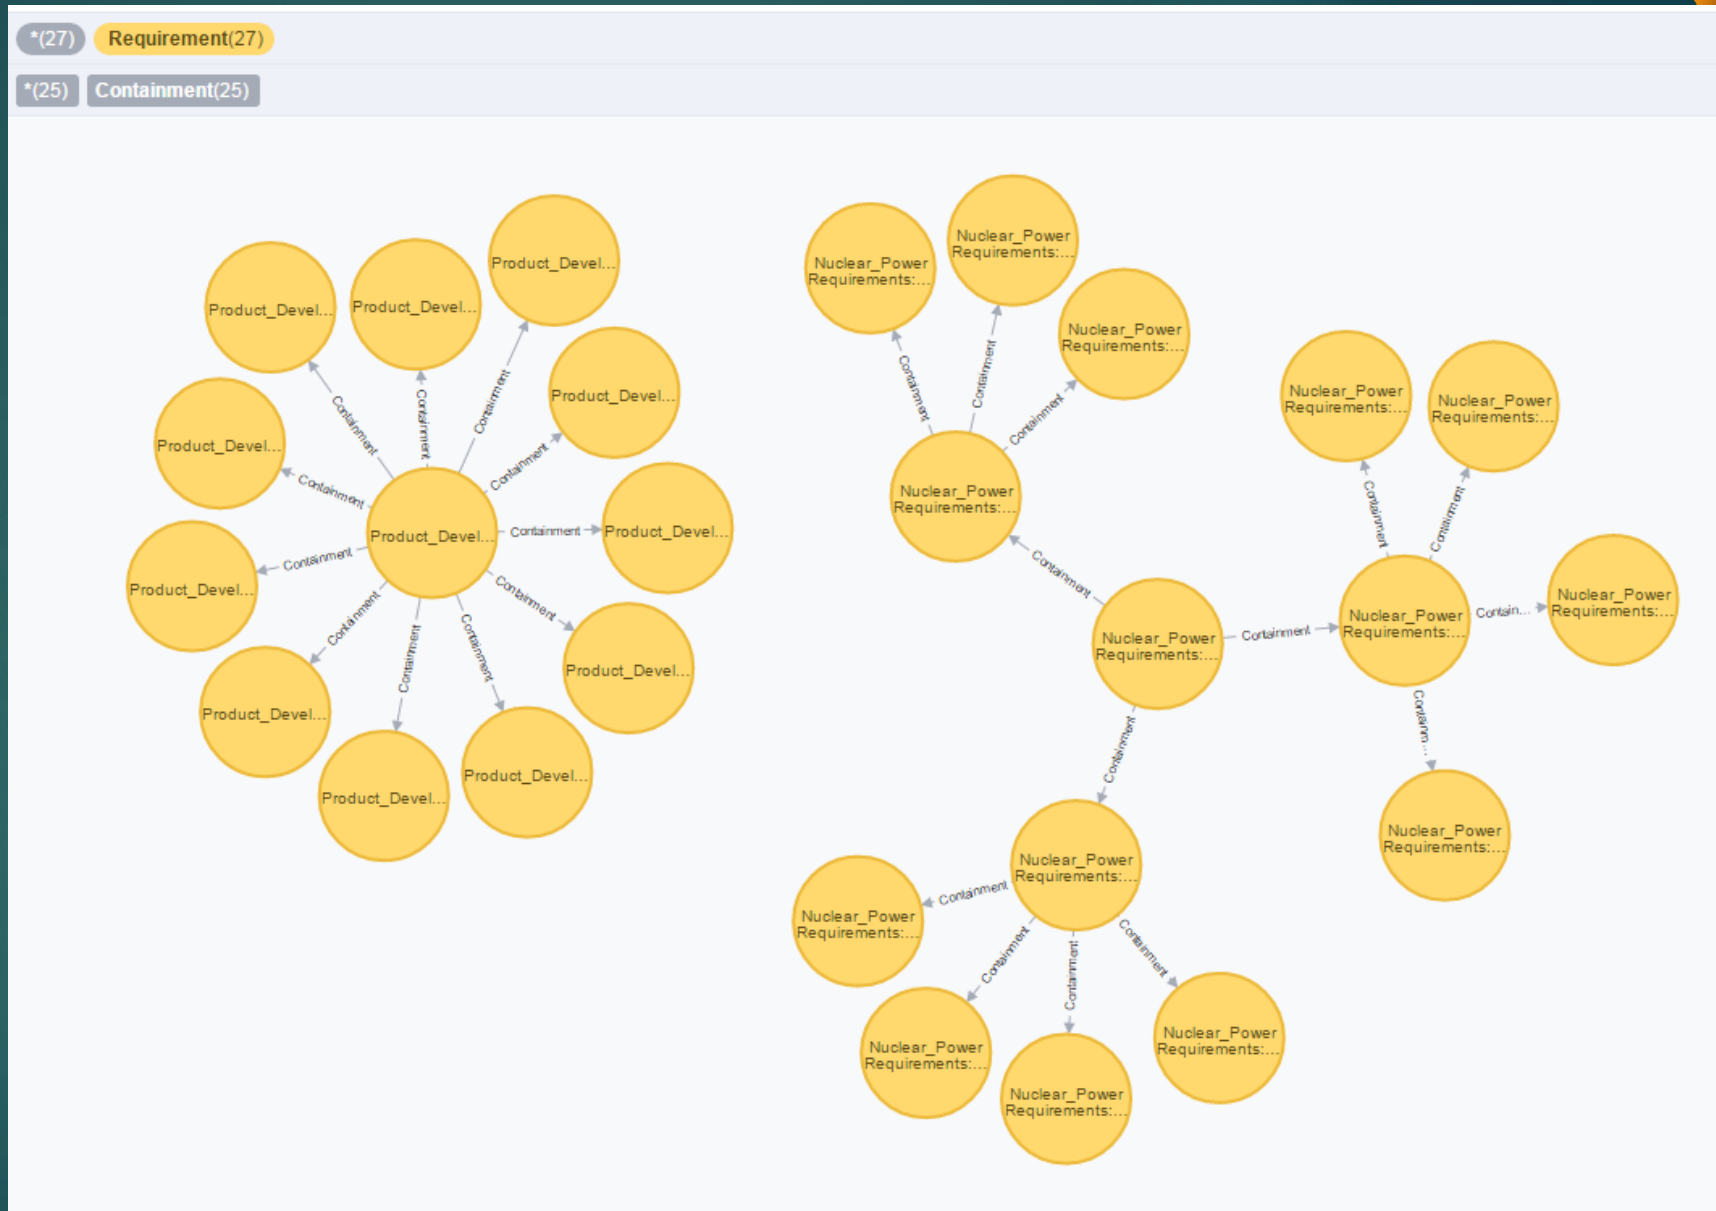 *(27) Requirement(27)
*(25) Containment(25)
Product_Devel...
Product_Devel...
Product_Devel...
Product_Devel...
Product_Devel...
Product_Devel...
Product_Devel...
Product_Devel...
Product_Devel...
Product_Devel...
Product_Devel...
Product_Devel...
Containment
Containment
Containment
Containment
Containment
Containment
Containment
Containment
Containment
Containment
Containment
Nuclear_Power
Requirements:...
Nuclear_Power
Requirements:...
Nuclear_Power
Requirements:...
Containment
Containment
Containment
Nuclear_Power
Requirements:...
Containment
Nuclear_Power
Requirements:...
Containment
Nuclear_Power
Requirements:...
Nuclear_Power
Requirements:...
Containment
Containment
Nuclear_Power
Requirements:...
Contain...
Nuclear_Power
Requirements:...
Containm...
Nuclear_Power
Requirements:...
Containment
Nuclear_Power
Requirements:...
Containment
Nuclear_Power
Requirements:...
Containment
Containment
Containment
Nuclear_Power
Requirements:...
Nuclear_Power
Requirements:...
Nuclear_Power
Requirements:...